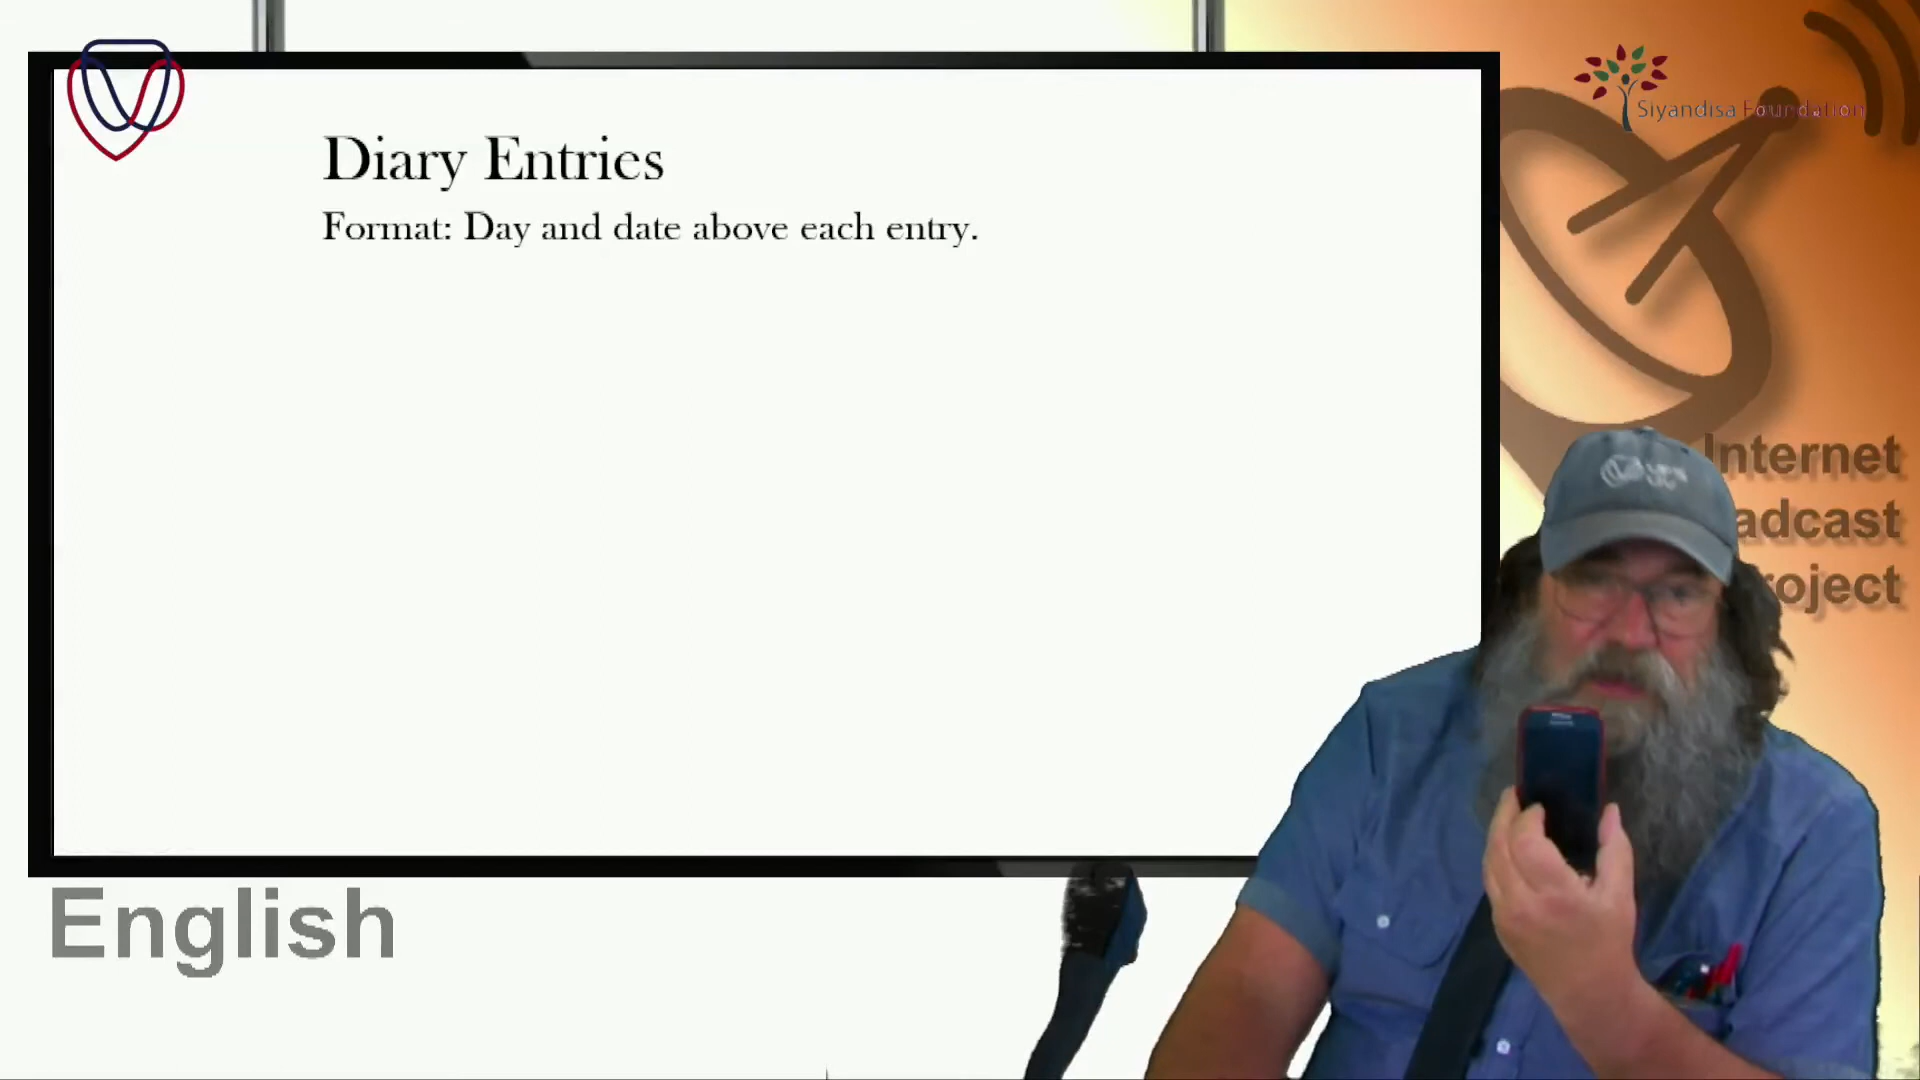 Siyandisa Foundation
Diary Entries
Format: Day and date above each entry.
Internet
adcast
roject
English